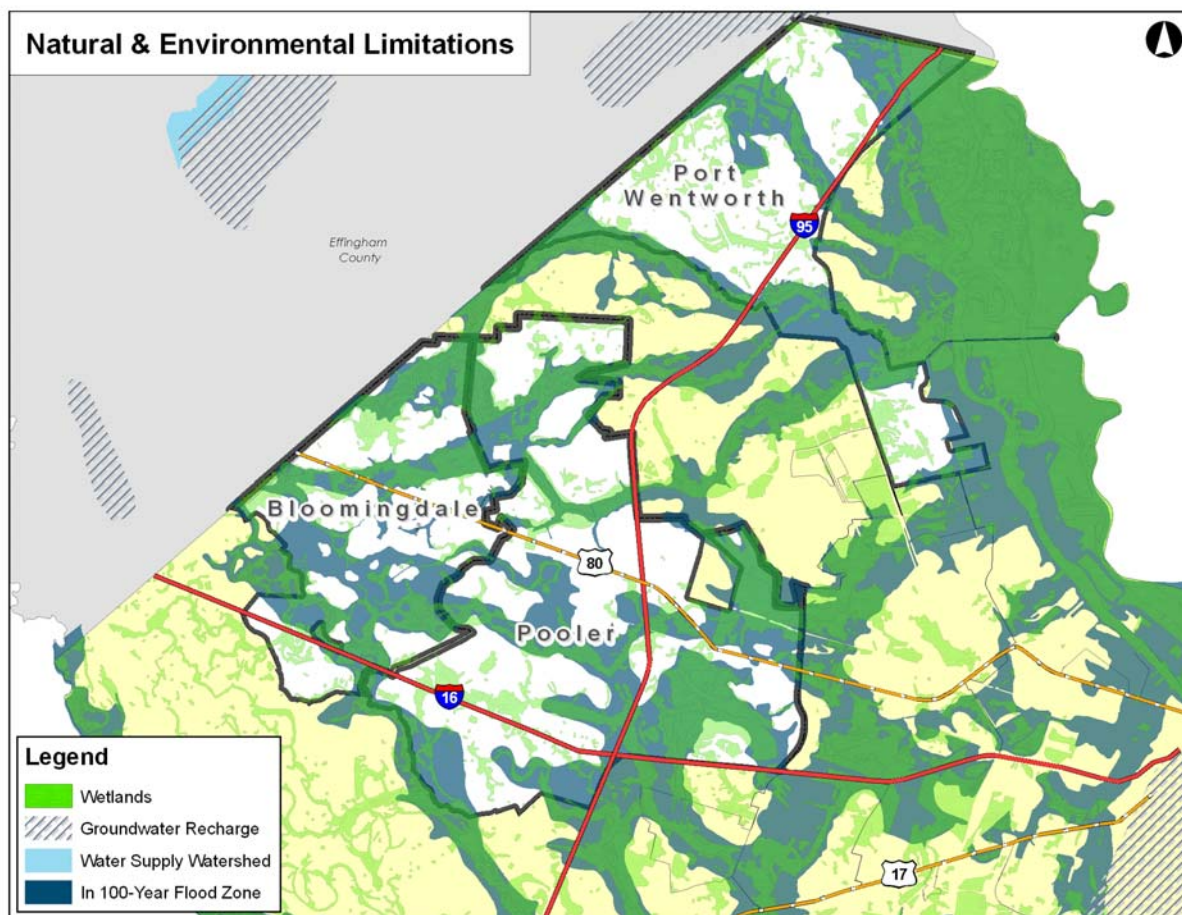 Natural & Environmental Limitations
Port
Wentworth
95
Effingham
County
Bloomingdale
80
Pooler
16
17
Legend
Wetlands
Groundwater Recharge
Water Supply Watershed
In 100-Year Flood Zone